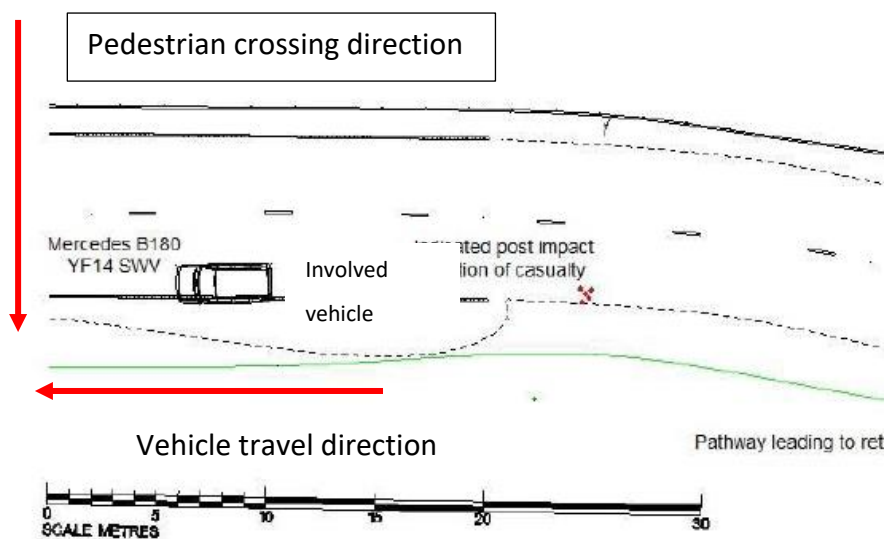 Pedestrian crossing direction
Mercedes B180
YF14 SWV
Involved
vehicle
post impact
of casualty
Vehicle travel direction
Pathway leading to
0 5 10 15 20 30
SCALE METRES